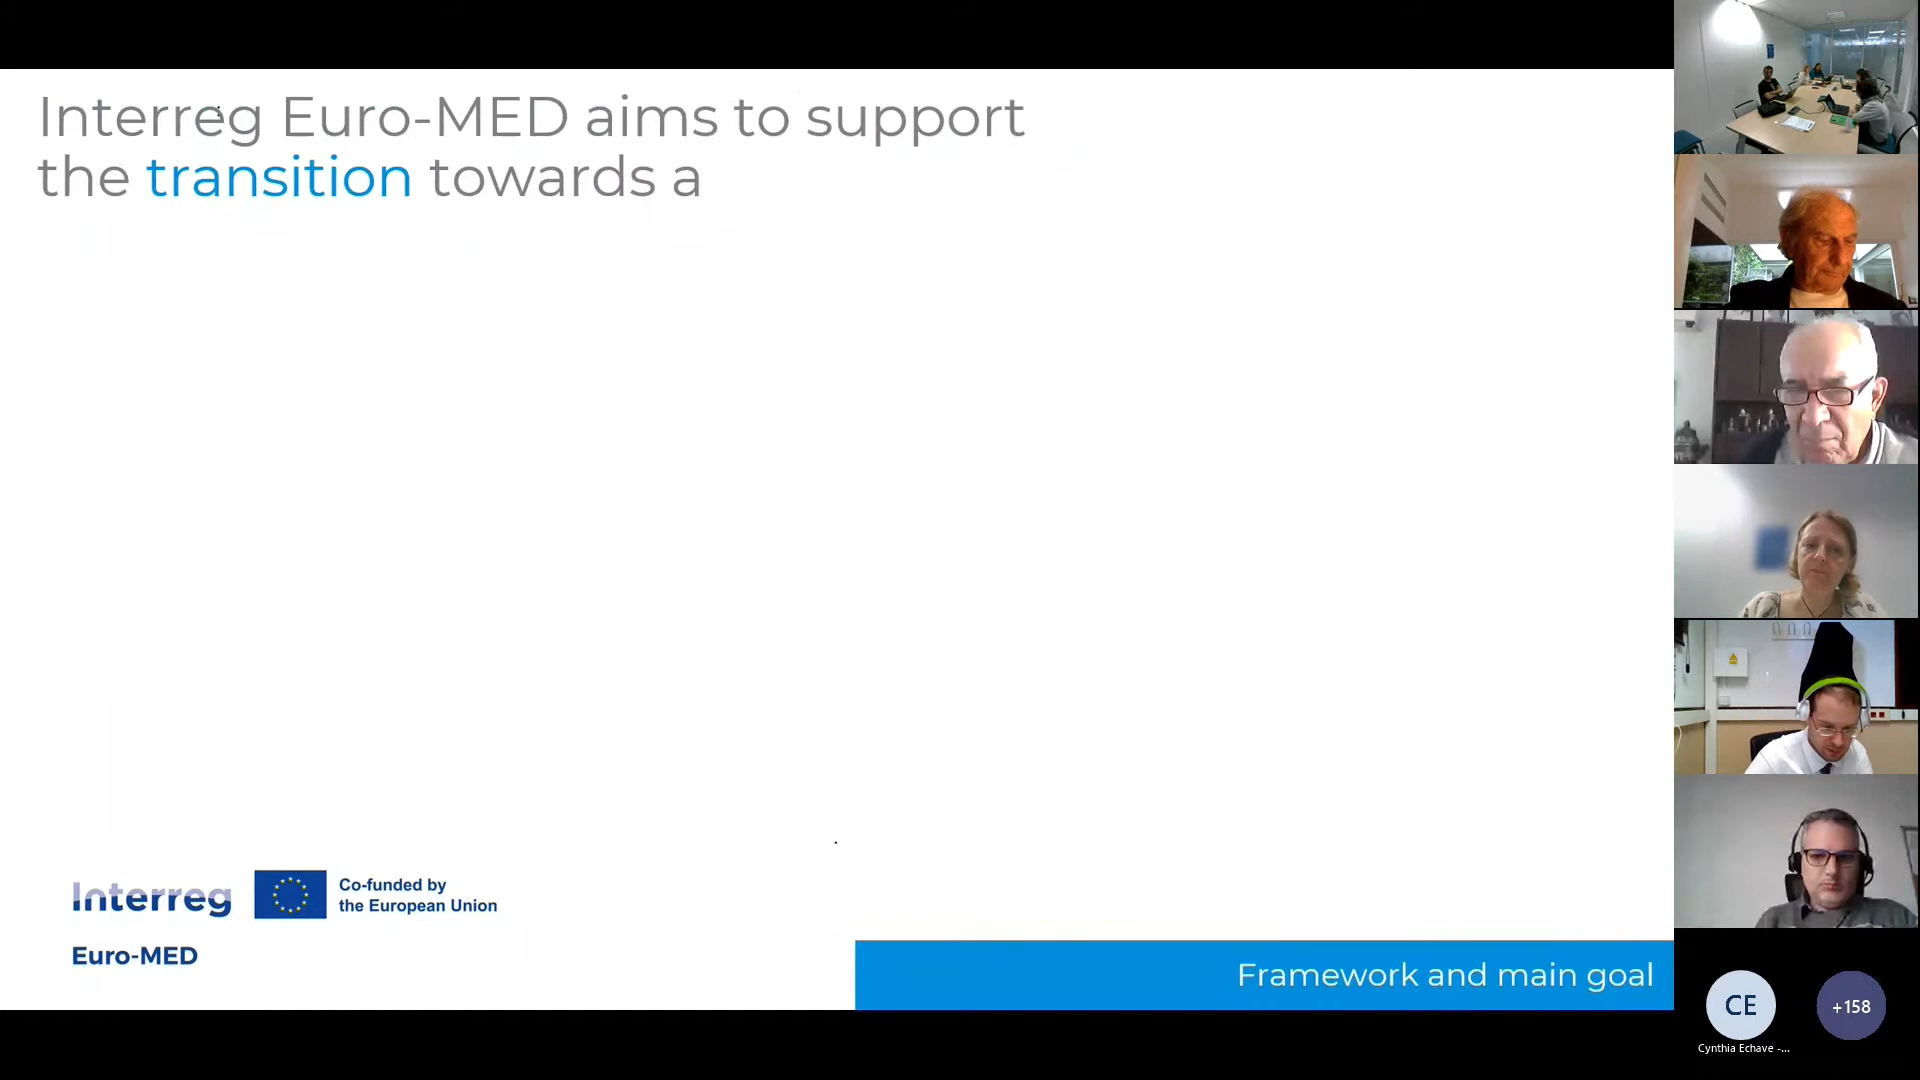 Interreg Euro-MED aims to support
the transition towards a
Interreg
Co-funded by
the European Union
Euro-MED
Framework and main goal
CE
+158
Cynthia Echave -...